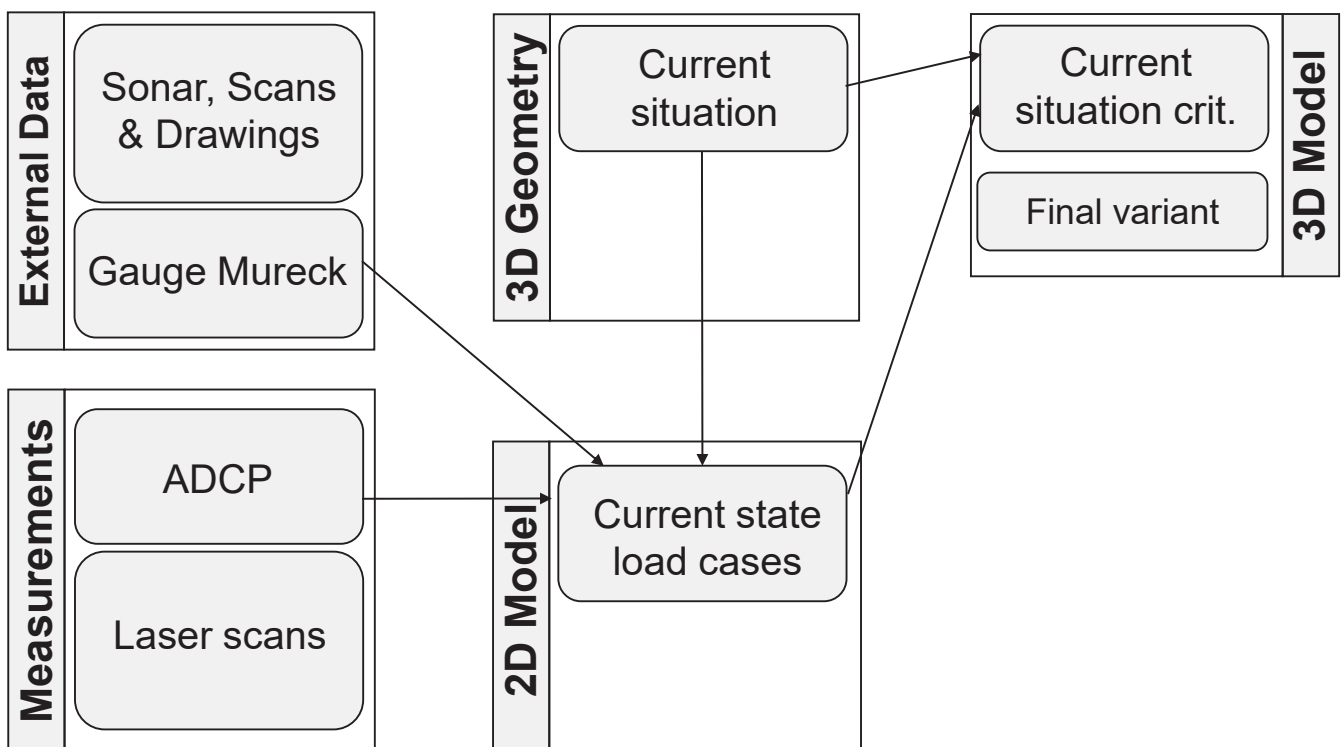 External Data
Sonar, Scans
& Drawings
Gauge Mureck
Measurements
ADCP
Laser scans
3D Geometry
Current
situation
2D Model
Current state
load cases
Current
situation crit.
Final variant
3D Model